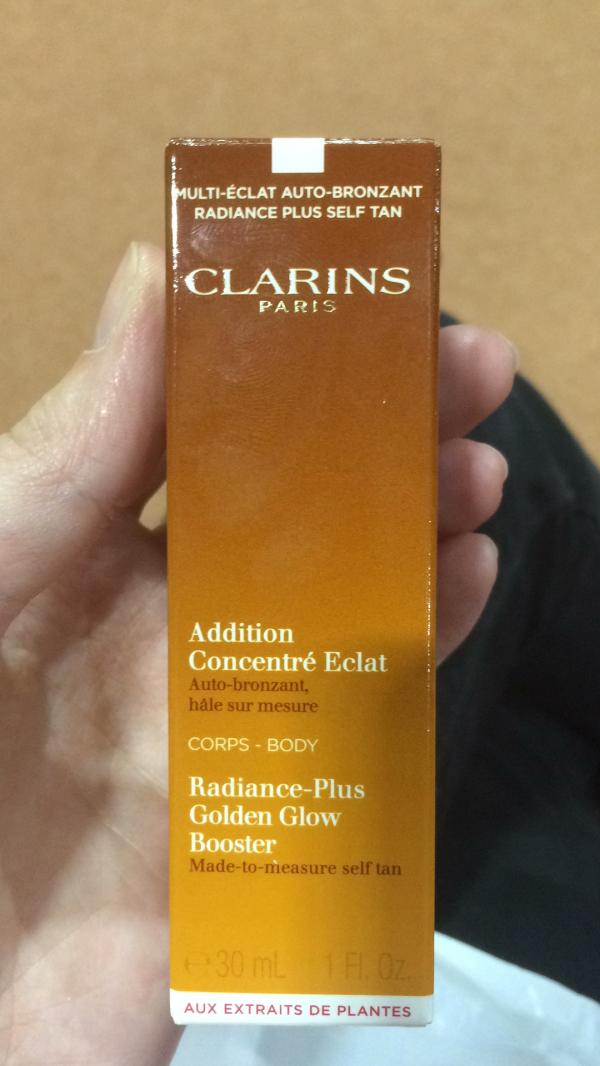 MULTI-ÉCLAT AUTO-BRONZANT
RADIANCE PLUS SELF TAN
CLARINS
PARIS
Addition
Concentré Eclat
Auto-bronzant,
hâle sur mesure
CORPS - BODY
Radiance-Plus
Golden Glow
Booster
Made-to-measure self tan
℮ 30 mL 1 Fl. Oz.
AUX EXTRAITS DE PLANTES